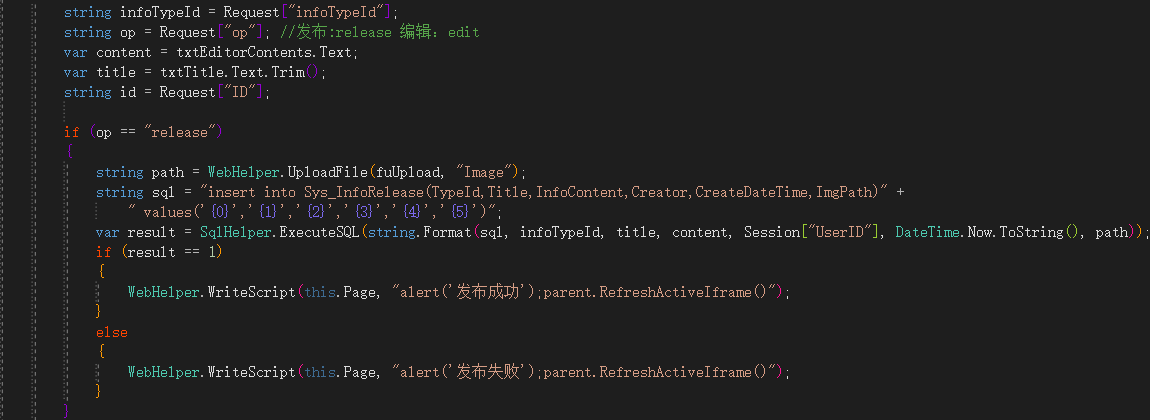 string infoTypeId = Request["infoTypeId"];
string op = Request["op"]; //发布:release 编辑：edit
var content = txtEditorContents.Text;
var title = txtTitle.Text.Trim();
string id = Request["ID"];
if (op == "release")
{
string path = WebHelper.UploadFile(fuUpload, "Image");
string sql = "insert into Sys_InfoRelease(TypeId,Title,InfoContent,Creator,CreateDateTime,ImgPath)" +
" values('{0}','{1}','{2}','{3}','{4}','{5}')";
var result = SqlHelper.ExecuteSQL(string.Format(sql, infoTypeId, title, content, Session["UserID"], DateTime.Now.ToString(), path));
if (result == 1)
{
WebHelper.WriteScript(this.Page, "alert('发布成功');parent.RefreshActiveIframe()");
}
else
{
WebHelper.WriteScript(this.Page, "alert('发布失败');parent.RefreshActiveIframe()");
}
}